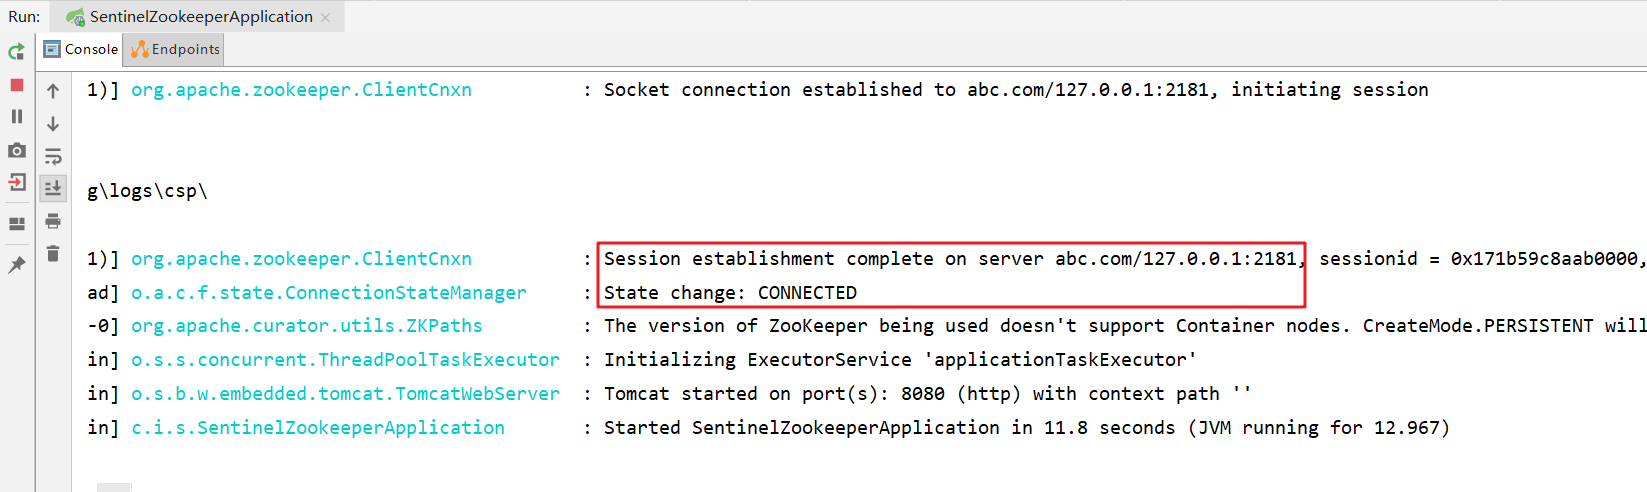 Run: SentinelZookeeperApplication
Console Endpoints
1)] org.apache.zookeeper.ClientCnxn : Socket connection established to abc.com/127.0.0.1:2181, initiating session
g\logs\csp\
1)] org.apache.zookeeper.ClientCnxn : Session establishment complete on server abc.com/127.0.0.1:2181, sessionid = 0x171b59c8aab0000,
ad] o.a.c.f.state.ConnectionStateManager : State change: CONNECTED
-0] org.apache.curator.utils.ZKPaths : The version of ZooKeeper being used doesn't support Container nodes. CreateMode.PERSISTENT will
in] o.s.s.concurrent.ThreadPoolTaskExecutor : Initializing ExecutorService 'applicationTaskExecutor'
in] o.s.b.w.embedded.tomcat.TomcatWebServer : Tomcat started on port(s): 8080 (http) with context path ''
in] c.i.s.SentinelZookeeperApplication : Started SentinelZookeeperApplication in 11.8 seconds (JVM running for 12.967)